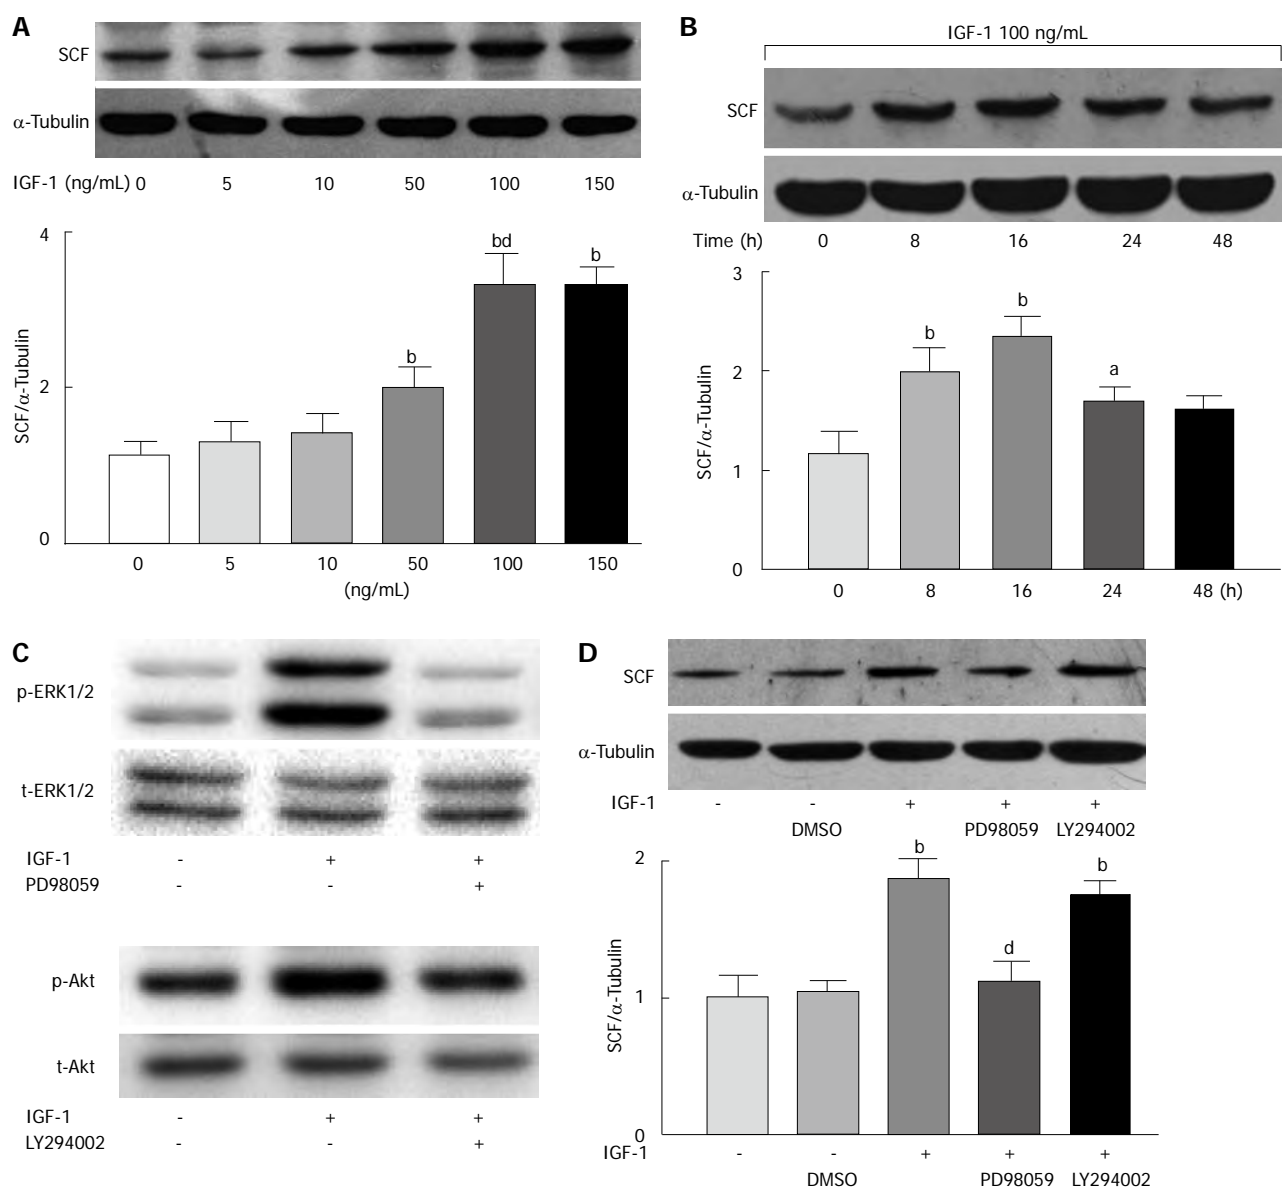 A
SCF
α-Tubulin
IGF-1 (ng/mL) 0 5 10 50 100 150
4
2
0
SCF/α-Tubulin
b
bd
b
0 5 10 50 100 150
(ng/mL)
B
IGF-1 100 ng/mL
SCF
α-Tubulin
Time (h) 0 8 16 24 48
3
2
1
0
SCF/α-Tubulin
b
b
a
0 8 16 24 48 (h)
C
p-ERK1/2
t-ERK1/2
IGF-1 - + +
PD98059 - - +
p-Akt
t-Akt
IGF-1 - + +
LY294002 - - +
D
SCF
α-Tubulin
IGF-1 - - + + +
DMSO PD98059 LY294002
2
1
0
SCF/α-Tubulin
b
d
b
IGF-1 - - + + +
DMSO PD98059 LY294002